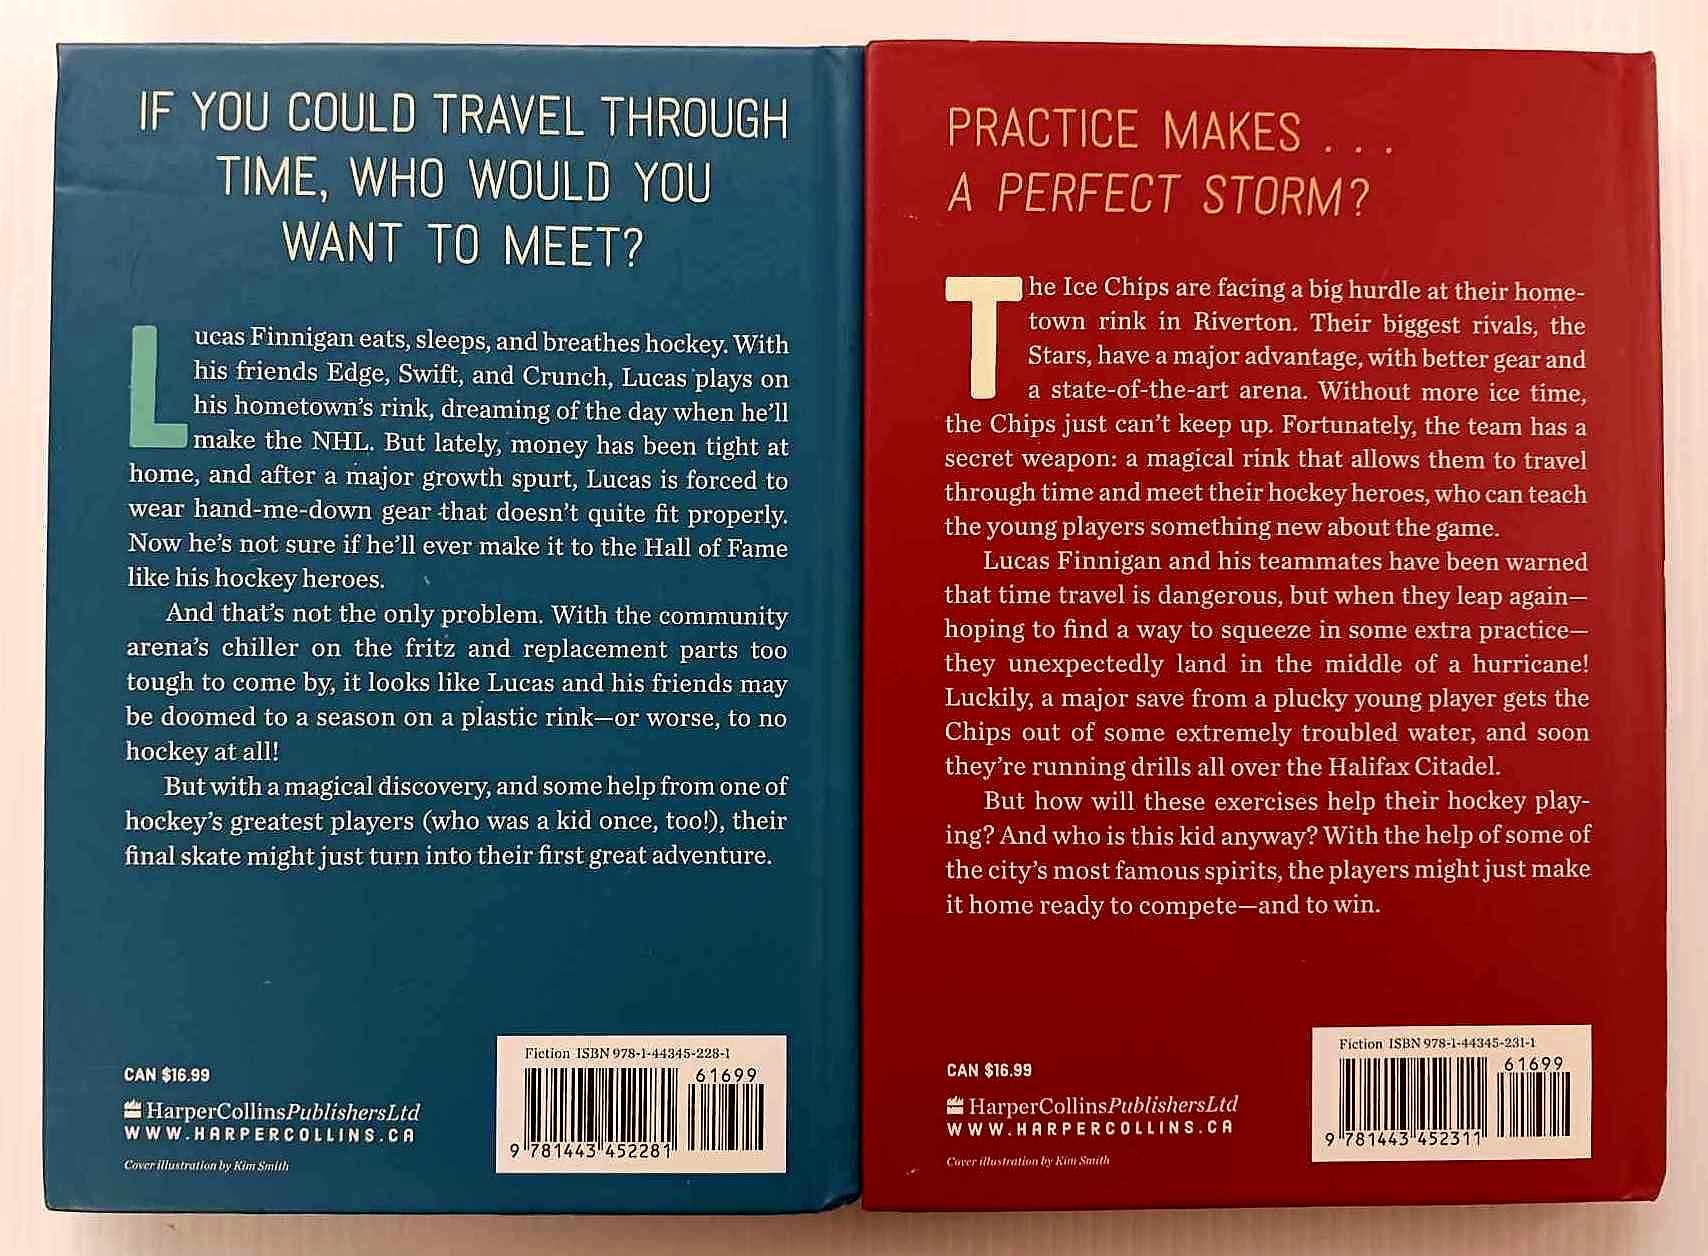 IF YOU COULD TRAVEL THROUGH
TIME, WHO WOULD YOU
WANT TO MEET?
Lucas Finnigan eats, sleeps, and breathes hockey. With
his friends Edge, Swift, and Crunch, Lucas plays on
his hometown's rink, dreaming of the day when he'll
make the NHL. But lately, money has been tight at
home, and after a major growth spurt, Lucas is forced to
wear hand-me-down gear that doesn't quite fit properly.
Now he's not sure if he'll ever make it to the Hall of Fame
like his hockey heroes.
And that's not the only problem. With the community
arena's chiller on the fritz and replacement parts too
tough to come by, it looks like Lucas and his friends may
be doomed to a season on a plastic rink—or worse, to no
hockey at all!
But with a magical discovery, and some help from one of
hockey's greatest players (who was a kid once, too!), their
final skate might just turn into their first great adventure.
CAN $16.99
HarperCollinsPublishersLtd
WWW.HARPERCOLLINS.CA
Cover illustration by Kim Smith
Fiction ISBN 978-1-44345-228-1
61699
9 781443 452281
PRACTICE MAKES . . .
A PERFECT STORM?
The Ice Chips are facing a big hurdle at their home-
town rink in Riverton. Their biggest rivals, the
Stars, have a major advantage, with better gear and
a state-of-the-art arena. Without more ice time,
the Chips just can't keep up. Fortunately, the team has a
secret weapon: a magical rink that allows them to travel
through time and meet their hockey heroes, who can teach
the young players something new about the game.
Lucas Finnigan and his teammates have been warned
that time travel is dangerous, but when they leap again—
hoping to find a way to squeeze in some extra practice—
they unexpectedly land in the middle of a hurricane!
Luckily, a major save from a plucky young player gets the
Chips out of some extremely troubled water, and soon
they're running drills all over the Halifax Citadel.
But how will these exercises help their hockey play-
ing? And who is this kid anyway? With the help of some of
the city's most famous spirits, the players might just make
it home ready to compete—and to win.
CAN $16.99
HarperCollinsPublishersLtd
WWW.HARPERCOLLINS.CA
Cover illustration by Kim Smith
Fiction ISBN 978-1-44345-231-1
61699
9 781443 452311